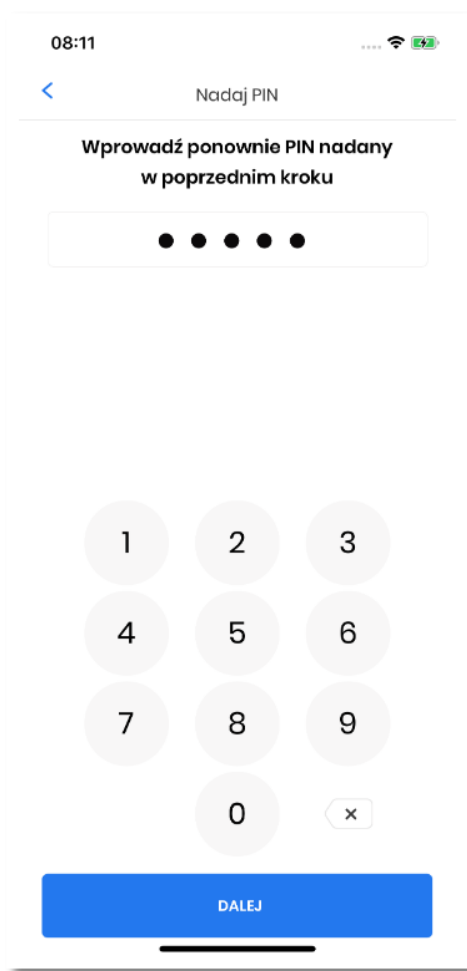 08:11
Nadaj PIN
Wprowadź ponownie PIN nadany
w poprzednim kroku
1 2 3
4 5 6
7 8 9
0
DALEJ